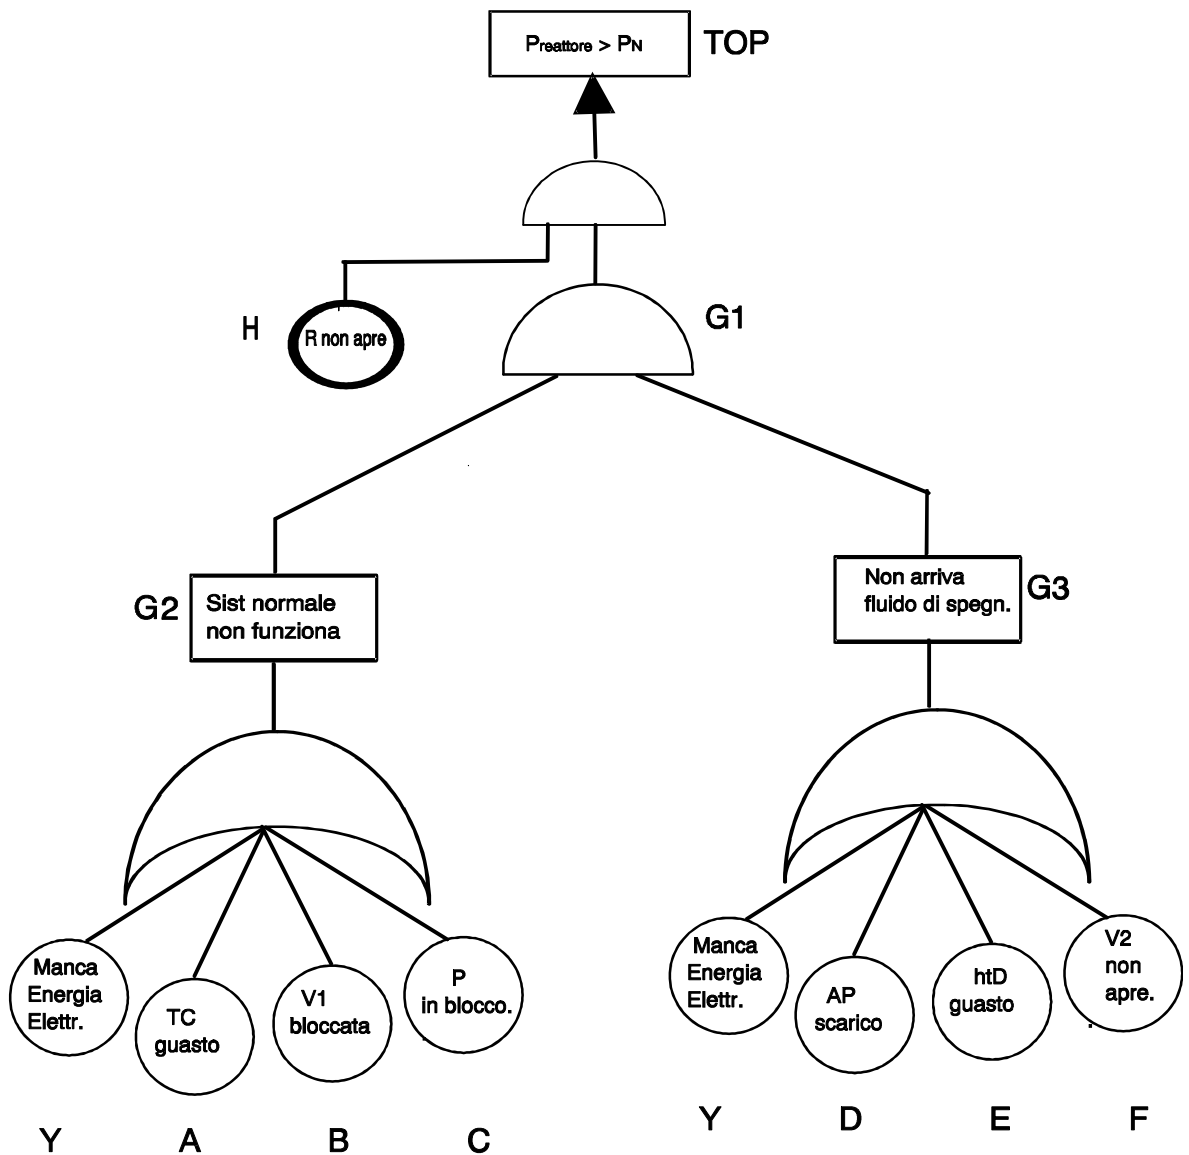 Preattore > PN
TOP
G1
H
R non apre
G2
Sist normale
non funziona
Non arriva
fluido di spegn.
G3
Manca
Energia
Elettr.
TC
guasto
V1
bloccata
P
in blocco.
Manca
Energia
Elettr.
AP
scarico
htD
guasto
V2
non
apre.
Y A B C
Y D E F